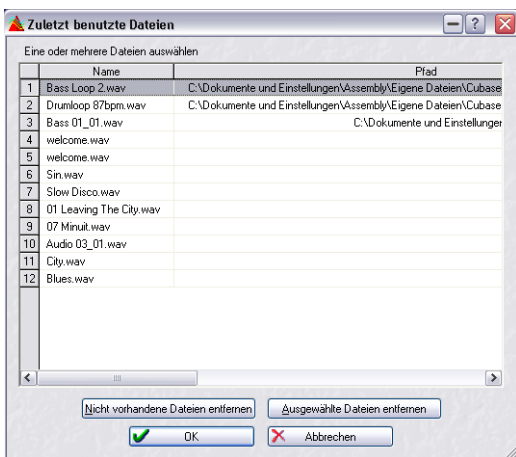 Zuletzt benutzte Dateien
Eine oder mehrere Dateien auswählen
Name Pfad
1 Bass Loop 2.wav C:\Dokumente und Einstellungen\Assembly\Eigene Dateien\Cubase
2 Drumloop 87bpm.wav C:\Dokumente und Einstellungen\Assembly\Eigene Dateien\Cubase
3 Bass 01_01.wav C:\Dokumente und Einstellunger
4 welcome.wav
5 welcome.wav
6 Sin.wav
7 Slow Disco.wav
8 01 Leaving The City.wav
9 07 Minuit.wav
10 Audio 03_01.wav
11 City.wav
12 Blues.wav
Nicht vorhandene Dateien entfernen Ausgewählte Dateien entfernen
OK Abbrechen